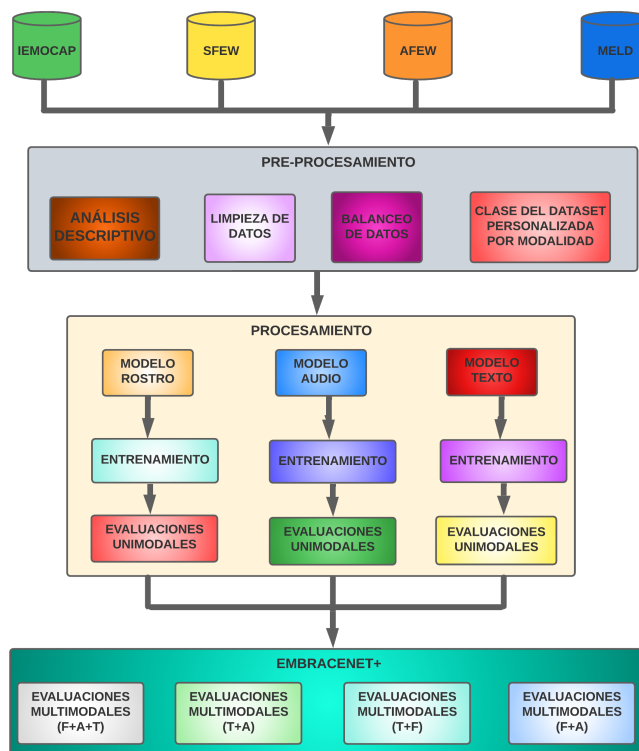 IEMOCAP
SFEW
AFEW
MELD
PRE-PROCESAMIENTO
ANÁLISIS
DESCRIPTIVO
LIMPIEZA DE
DATOS
BALANCEO
DE DATOS
CLASE DEL DATASET
PERSONALIZADA
POR MODALIDAD
PROCESAMIENTO
MODELO
ROSTRO
MODELO
AUDIO
MODELO
TEXTO
ENTRENAMIENTO
ENTRENAMIENTO
ENTRENAMIENTO
EVALUACIONES
UNIMODALES
EVALUACIONES
UNIMODALES
EVALUACIONES
UNIMODALES
EMBRACENET+
EVALUACIONES
MULTIMODALES
(F+A+T)
EVALUACIONES
MULTIMODALES
(T+A)
EVALUACIONES
MULTIMODALES
(T+F)
EVALUACIONES
MULTIMODALES
(F+A)